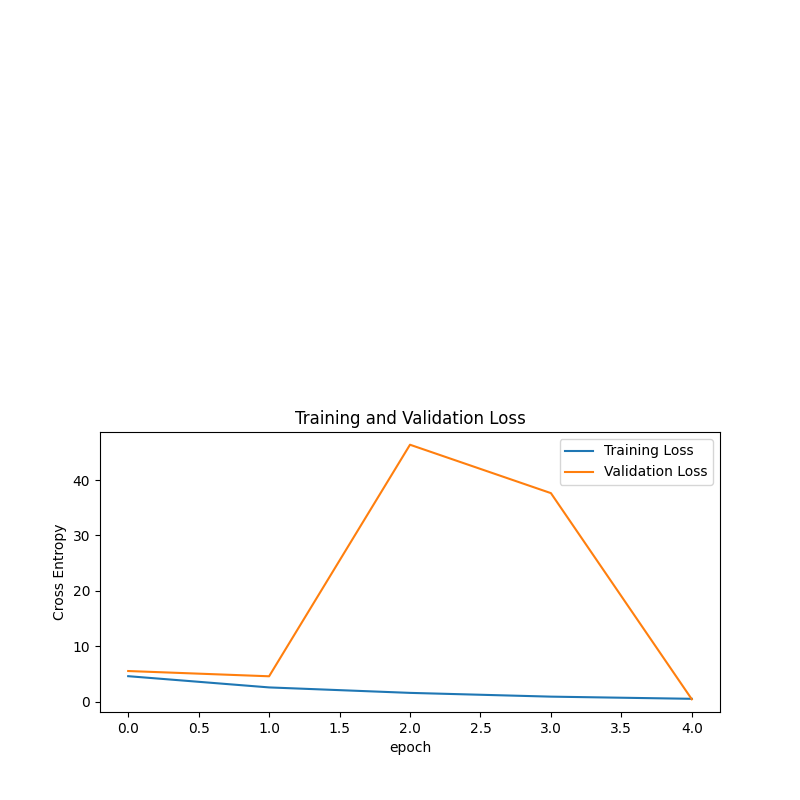 Training and Validation Loss
Training Loss
Validation Loss
40
30
20
10
0
Cross Entropy
0.0 0.5 1.0 1.5 2.0 2.5 3.0 3.5 4.0
epoch